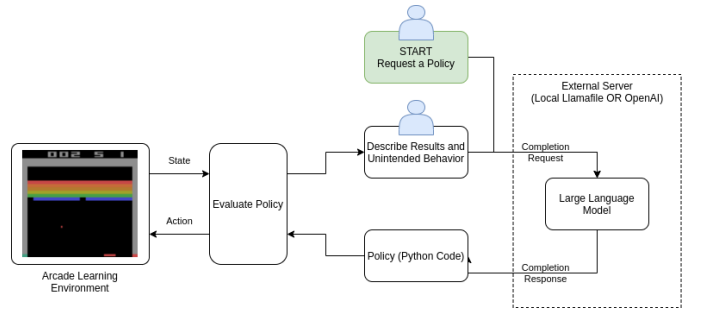 START
Request a Policy
External Server
(Local Llamafile OR OpenAI)
002 5 1
State
Evaluate Policy
Describe Results and
Unintended Behavior
Completion
Request
Large Language
Model
Action
Policy (Python Code)
Completion
Response
Arcade Learning
Environment